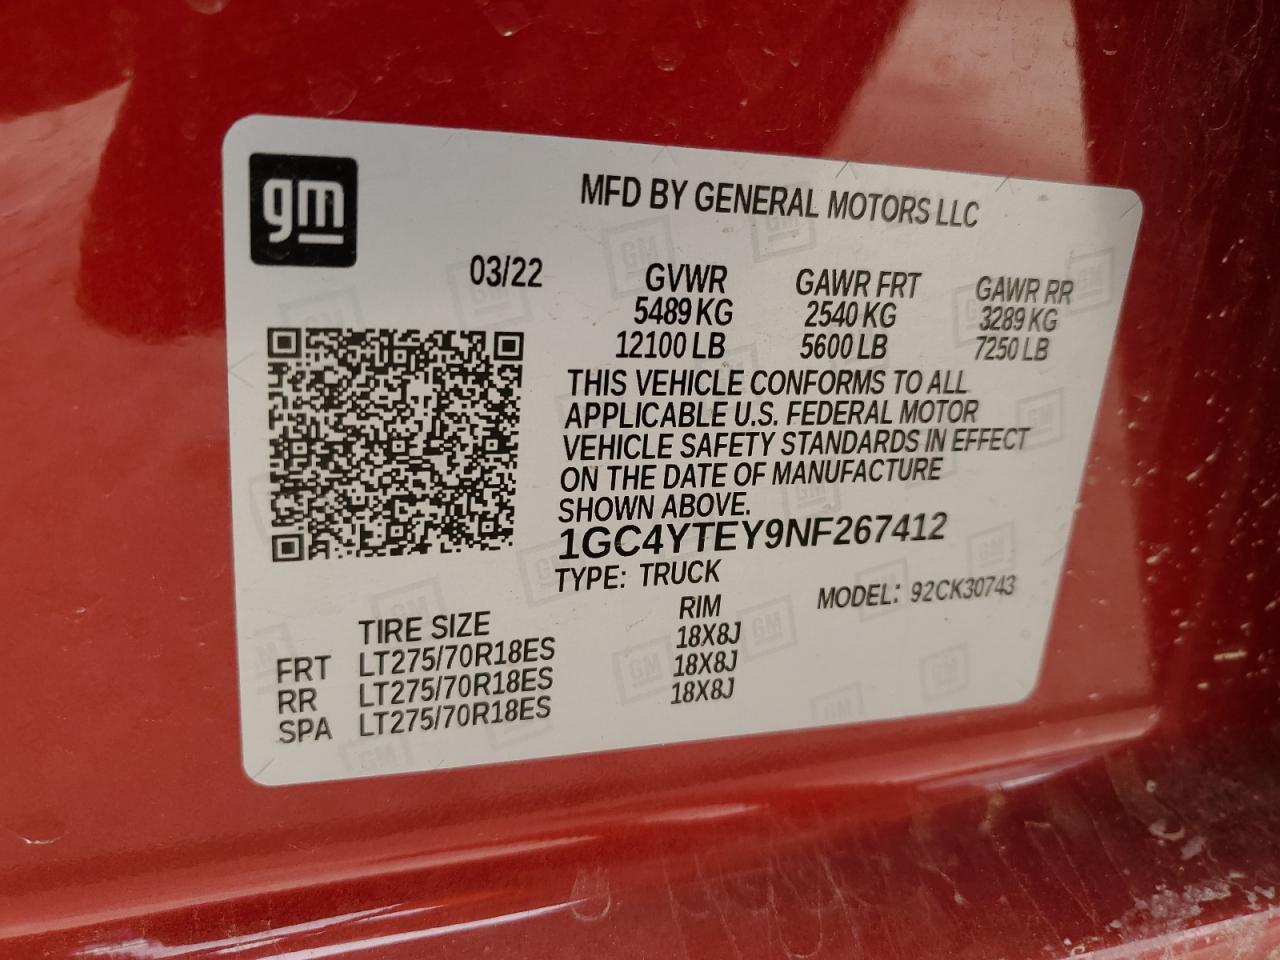 gm
MFD BY GENERAL MOTORS LLC
03/22 GVWR GAWR FRT GAWR RR
5489 KG 2540 KG 3289 KG
12100 LB 5600 LB 7250 LB
THIS VEHICLE CONFORMS TO ALL
APPLICABLE U.S. FEDERAL MOTOR
VEHICLE SAFETY STANDARDS IN EFFECT
ON THE DATE OF MANUFACTURE
SHOWN ABOVE.
1GC4YTEY9NF267412
TYPE: TRUCK MODEL: 92CK30743
TIRE SIZE RIM
FRT LT275/70R18ES 18X8J
RR LT275/70R18ES 18X8J
SPA LT275/70R18ES 18X8J